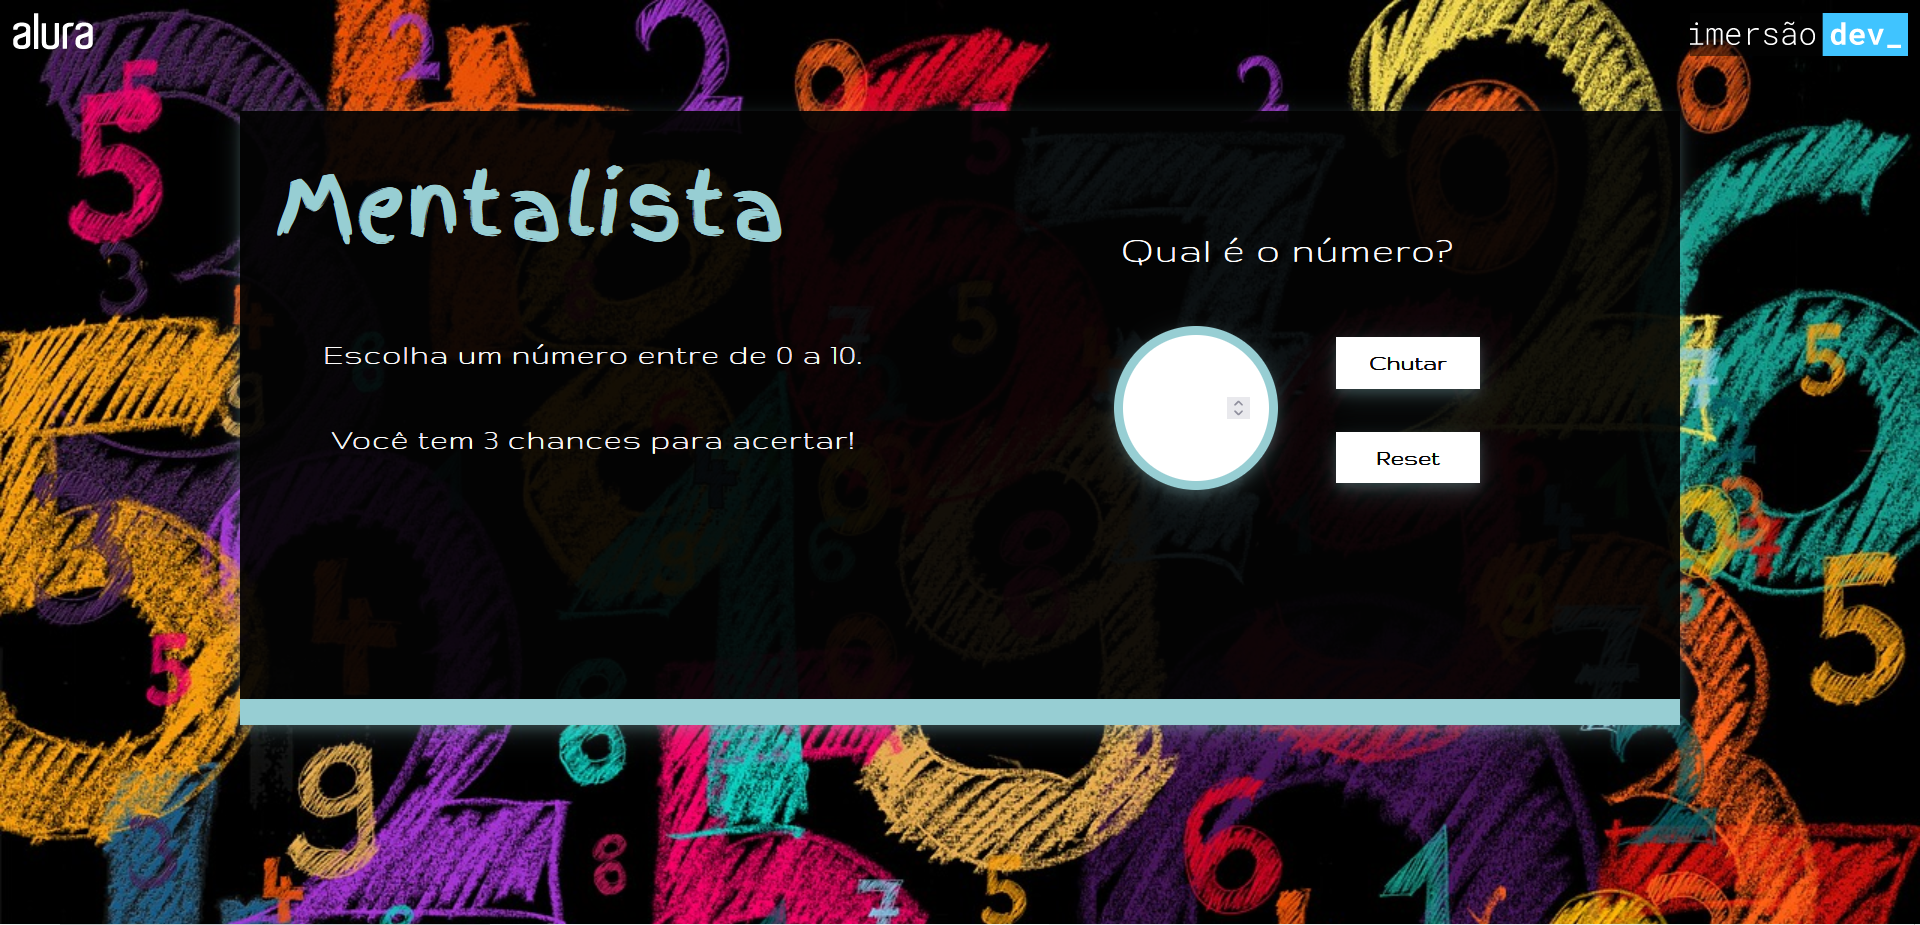 alura
imersão dev_
Mentalista
Escolha um número entre de 0 a 10.
Você tem 3 chances para acertar!
Qual é o número?
Chutar
Reset